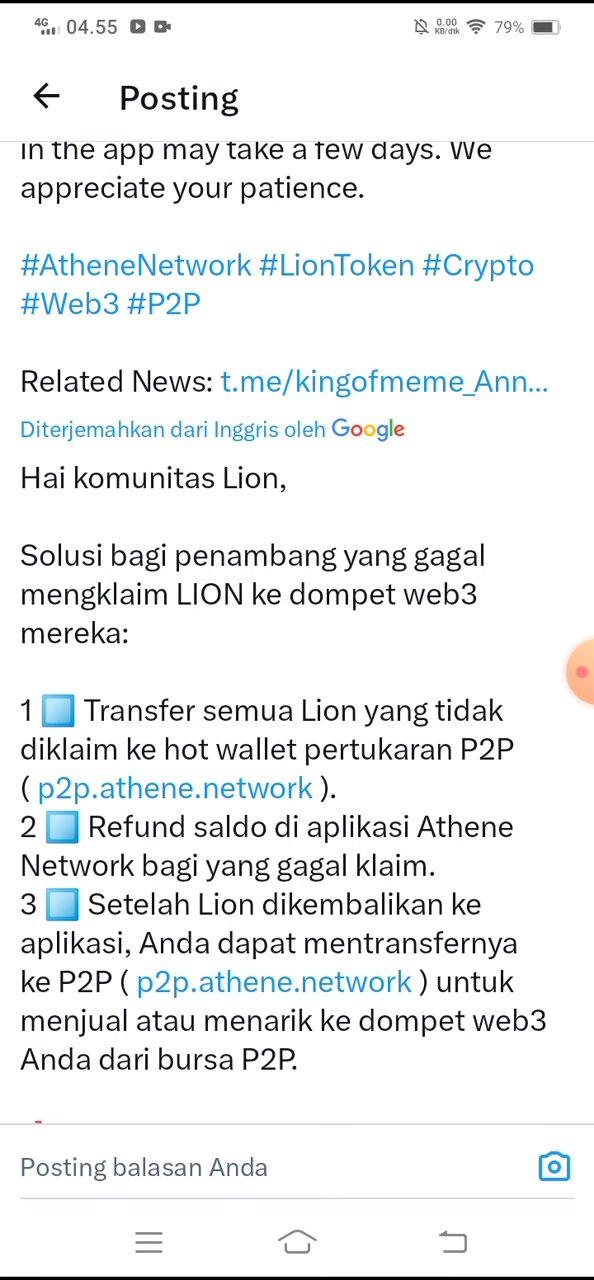 4G 04.55 0.00 KB/dtk 79%
Posting
in the app may take a few days. We
appreciate your patience.
#AtheneNetwork #LionToken #Crypto
#Web3 #P2P
Related News: t.me/kingofmeme_Ann...
Diterjemahkan dari Inggris oleh Google
Hai komunitas Lion,
Solusi bagi penambang yang gagal
mengklaim LION ke dompet web3
mereka:
1 Transfer semua Lion yang tidak
diklaim ke hot wallet pertukaran P2P
( p2p.athene.network ).
2 Refund saldo di aplikasi Athene
Network bagi yang gagal klaim.
3 Setelah Lion dikembalikan ke
aplikasi, Anda dapat mentransfernya
ke P2P ( p2p.athene.network ) untuk
menjual atau menarik ke dompet web3
Anda dari bursa P2P.
Posting balasan Anda